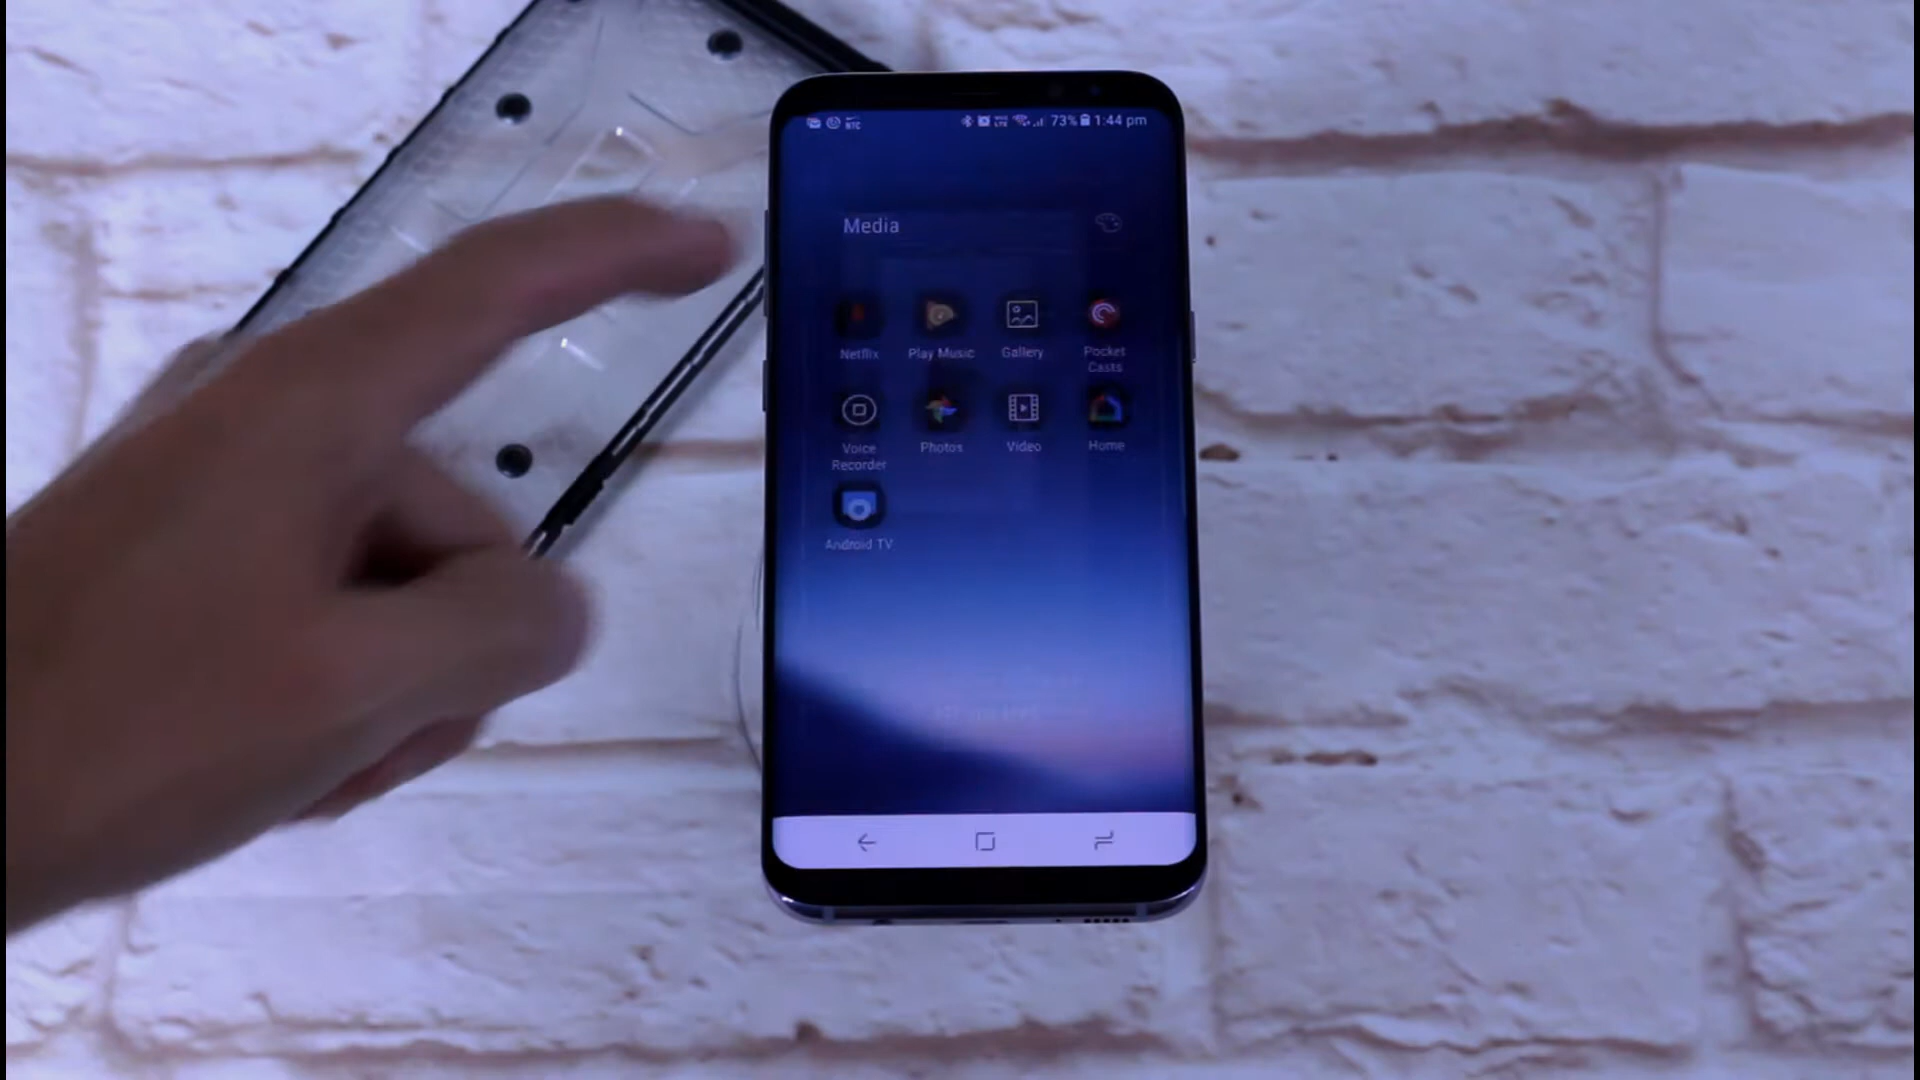 73% 1:44 pm
Media
Netflix Play Music Gallery Pocket
Casts
Voice Photos Video Home
Recorder
Android TV